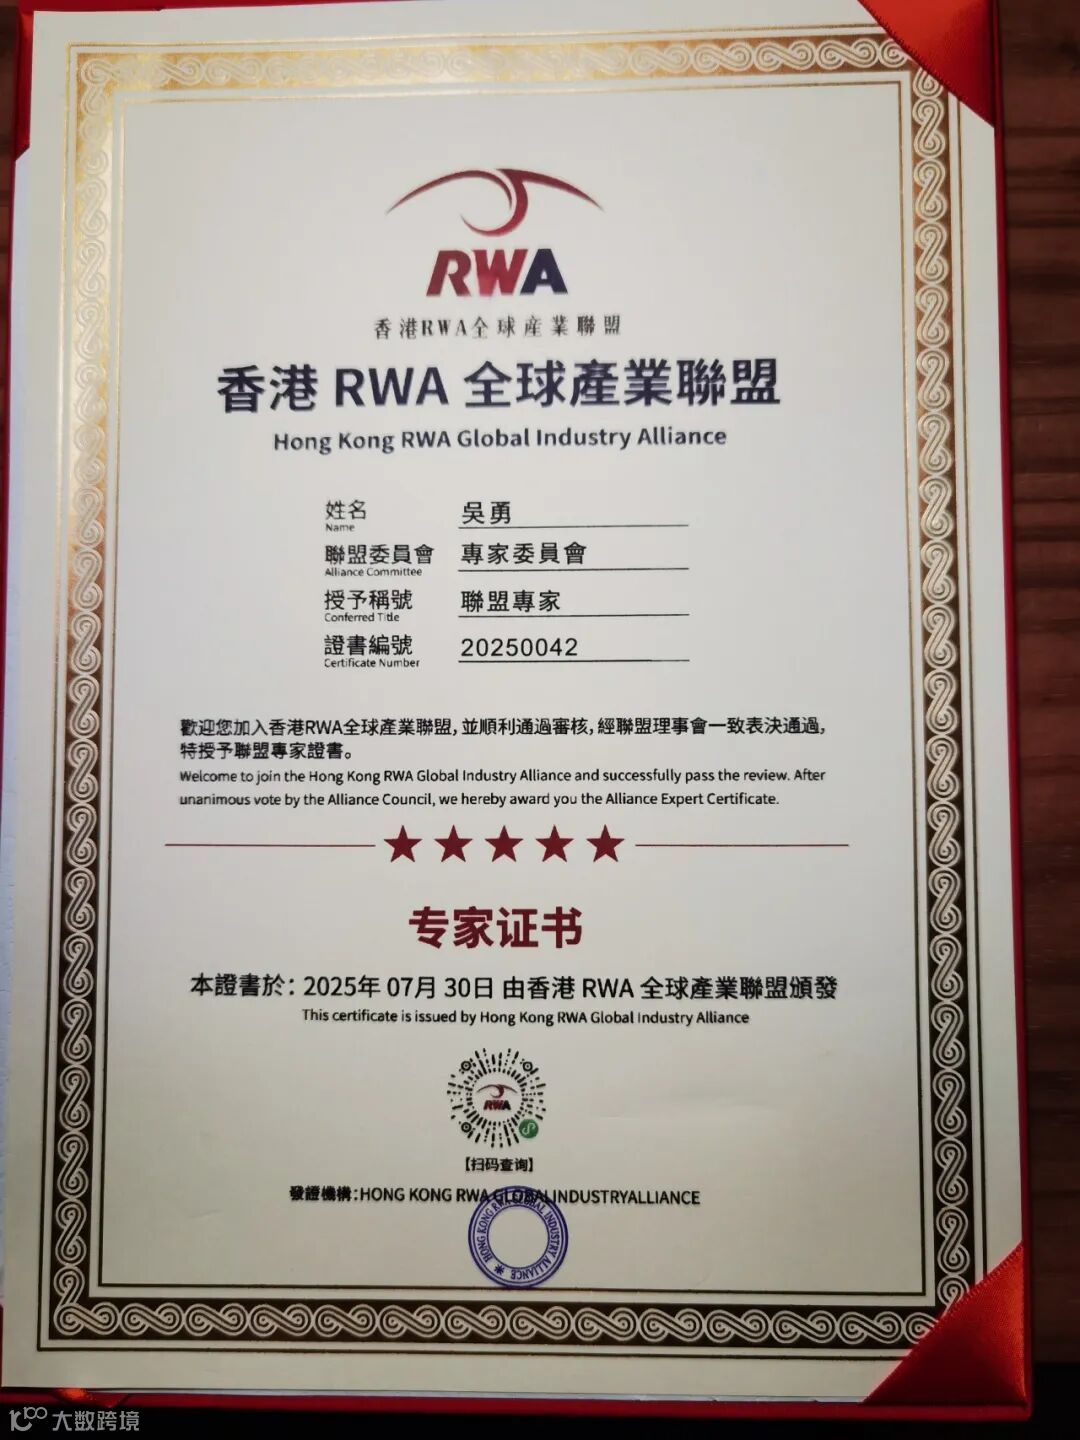 RWA
香港RWA全球産業聯盟
香港 RWA 全球產業聯盟
Hong Kong RWA Global Industry Alliance
姓名 吳勇
Name
聯盟委員會 專家委員會
Alliance Committee
授予稱號 聯盟專家
Conferred Title
證書編號 20250042
Certificate Number
歡迎您加入香港RWA全球產業聯盟，並順利通過審核，經聯盟理事會一致表決通過，
特授予聯盟專家證書。
Welcome to join the Hong Kong RWA Global Industry Alliance and successfully pass the review. After
unanimous vote by the Alliance Council, we hereby award you the Alliance Expert Certificate.
专家证书
本證書於：2025年 07月 30日 由香港 RWA 全球產業聯盟頒發
This certificate is issued by Hong Kong RWA Global Industry Alliance
RWA
【扫码查询】
發證機構：HONG KONG RWA GLOBALINDUSTRYALLIANCE
HONG KONG RWA GLOBAL INDUSTRY ALLIANCE
大数跨境